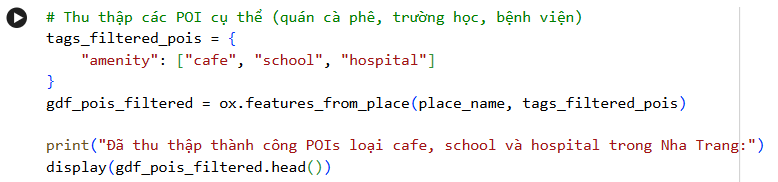 # Thu thập các POI cụ thể (quán cà phê, trường học, bệnh viện)
tags_filtered_pois = {
    "amenity": ["cafe", "school", "hospital"]
}
gdf_pois_filtered = ox.features_from_place(place_name, tags_filtered_pois)

print("Đã thu thập thành công POIs loại cafe, school và hospital trong Nha Trang:")
display(gdf_pois_filtered.head())